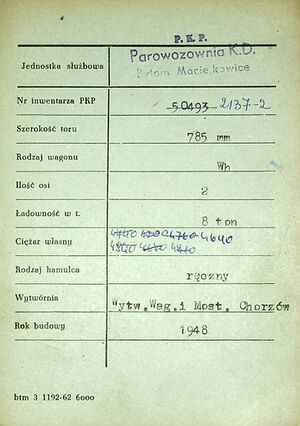 P.K.P.
Parowozownia K.D.
Jednostka służbowa Bytom Maciejkowice
Nr inwentarza PKP 50493 2137-2
Szerokość toru 785 mm
Rodzaj wagonu Wh
Ilość osi 2
Ładowność w t. 8 ton
Ciężar własny 4640
Rodzaj hamulca ręczny
Wytwórnia Wytw.Wag.i Most. Chorzów
Rok budowy 1948
btm 3 1192-62 6000